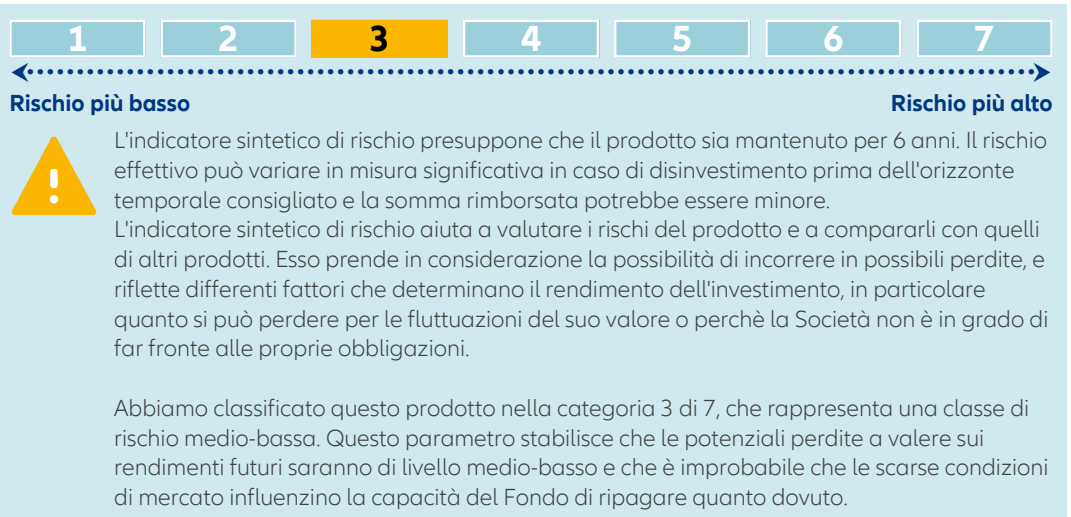 1 2 3 4 5 6 7
Rischio più basso Rischio più alto
L'indicatore sintetico di rischio presuppone che il prodotto sia mantenuto per 6 anni. Il rischio
effettivo può variare in misura significativa in caso di disinvestimento prima dell'orizzonte
temporale consigliato e la somma rimborsata potrebbe essere minore.
L'indicatore sintetico di rischio aiuta a valutare i rischi del prodotto e a compararli con quelli
di altri prodotti. Esso prende in considerazione la possibilità di incorrere in possibili perdite, e
riflette differenti fattori che determinano il rendimento dell'investimento, in particolare
quanto si può perdere per le fluttuazioni del suo valore o perchè la Società non è in grado di
far fronte alle proprie obbligazioni.
Abbiamo classificato questo prodotto nella categoria 3 di 7, che rappresenta una classe di
rischio medio-bassa. Questo parametro stabilisce che le potenziali perdite a valere sui
rendimenti futuri saranno di livello medio-basso e che è improbabile che le scarse condizioni
di mercato influenzino la capacità del Fondo di ripagare quanto dovuto.